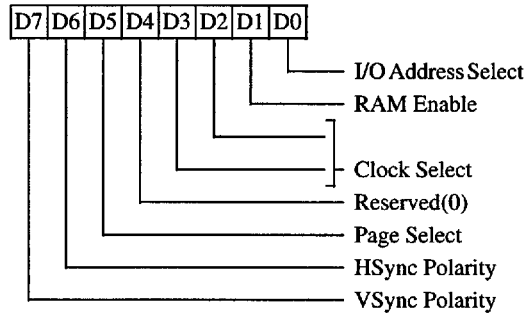 D7 D6 D5 D4 D3 D2 D1 D0
I/O Address Select
RAM Enable
Clock Select
Reserved(0)
Page Select
HSync Polarity
VSync Polarity